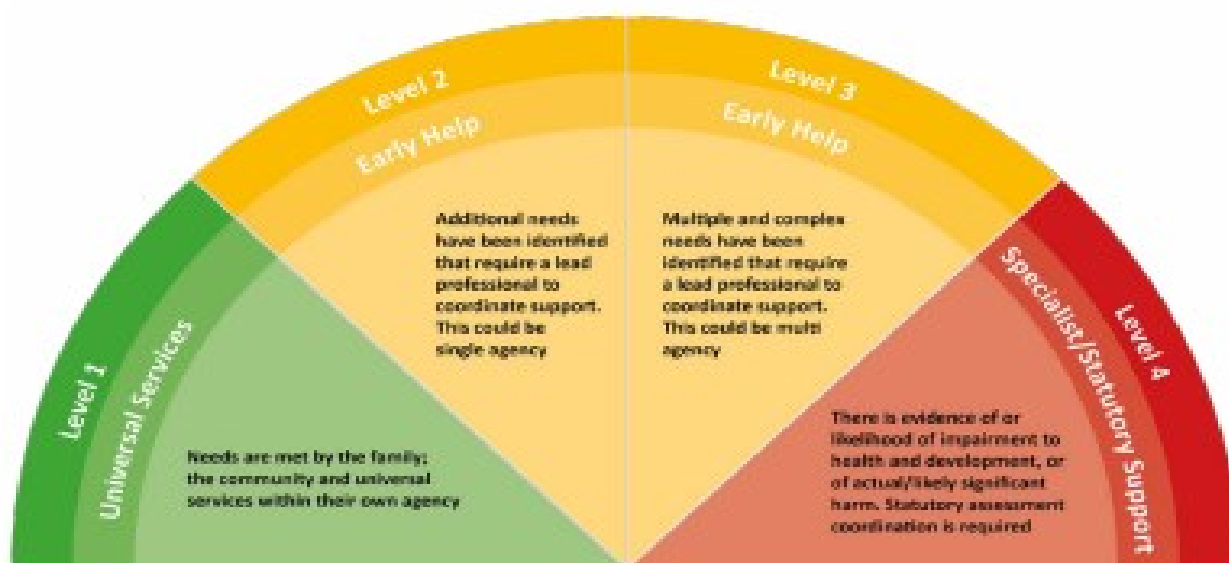 Level 1
Universal Services
Needs are met by the family;
the community and universal
services within their own agency
Level 2
Early Help
Additional needs
have been identified
that require a lead
professional to
coordinate support.
This could be
single agency
Level 3
Early Help
Multiple and complex
needs have been
identified that require
a lead professional to
coordinate support.
This could be multi
agency
Level 4
Specialist/Statutory Support
There is evidence of or
likelihood of impairment to
health and development, or
of actual/likely significant
harm. Statutory assessment
coordination is required